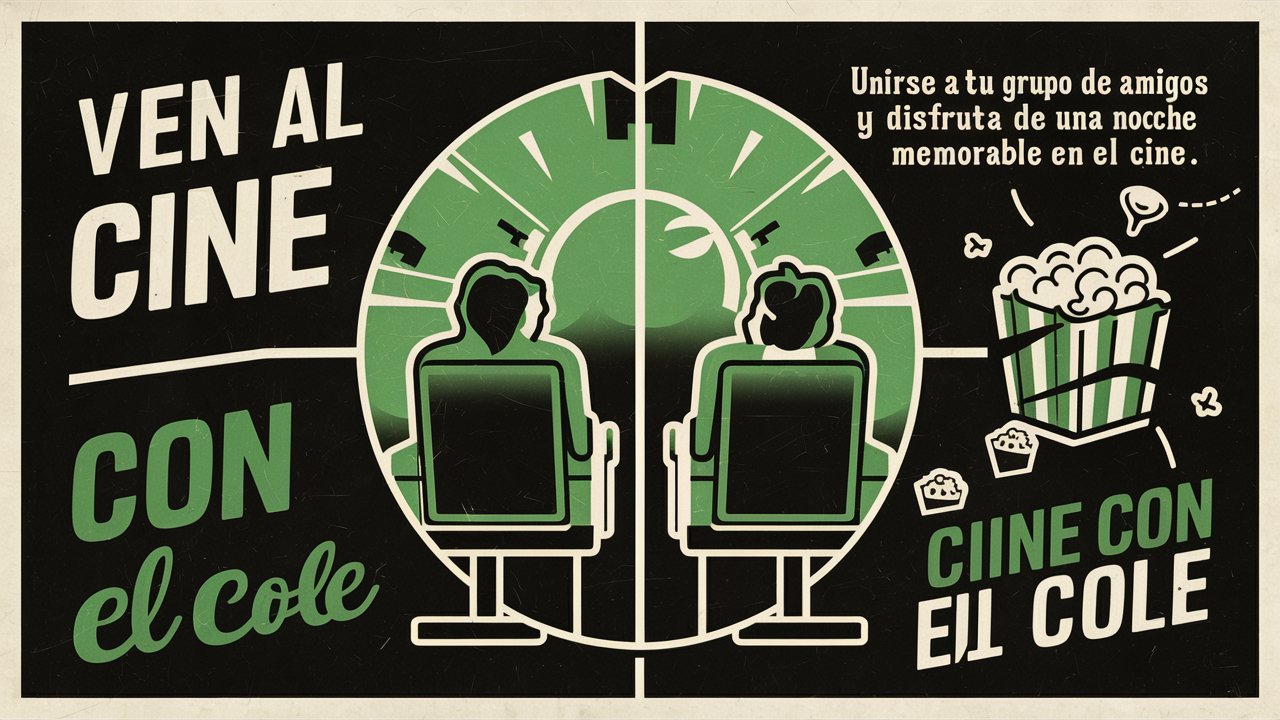 VEN AL
CINE
CON
el cole
Unirse a tu grupo de amigos
y disfruta de una nocche
memorable en el cine.
CIINE CON
EIL COLE